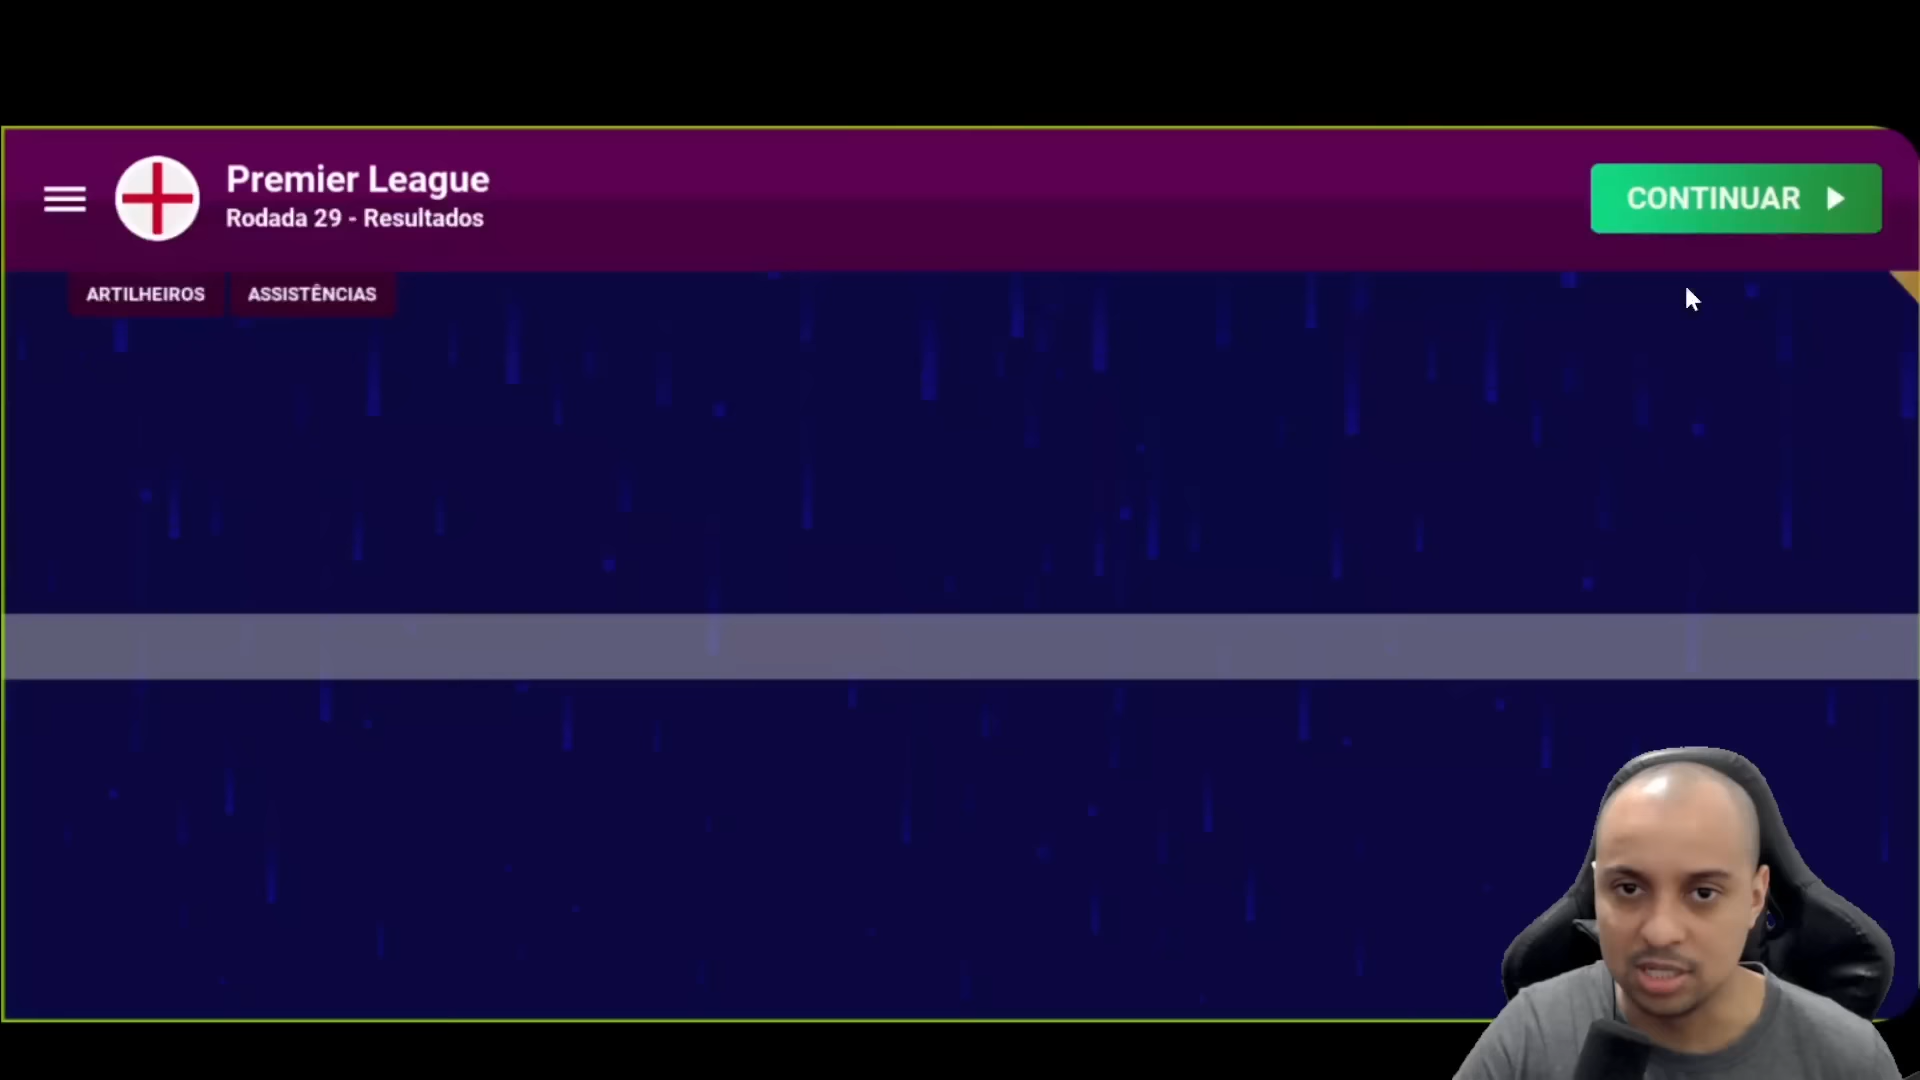 Premier League
Rodada 29 - Resultados
CONTINUAR
ARTILHEIROS
ASSISTÊNCIAS